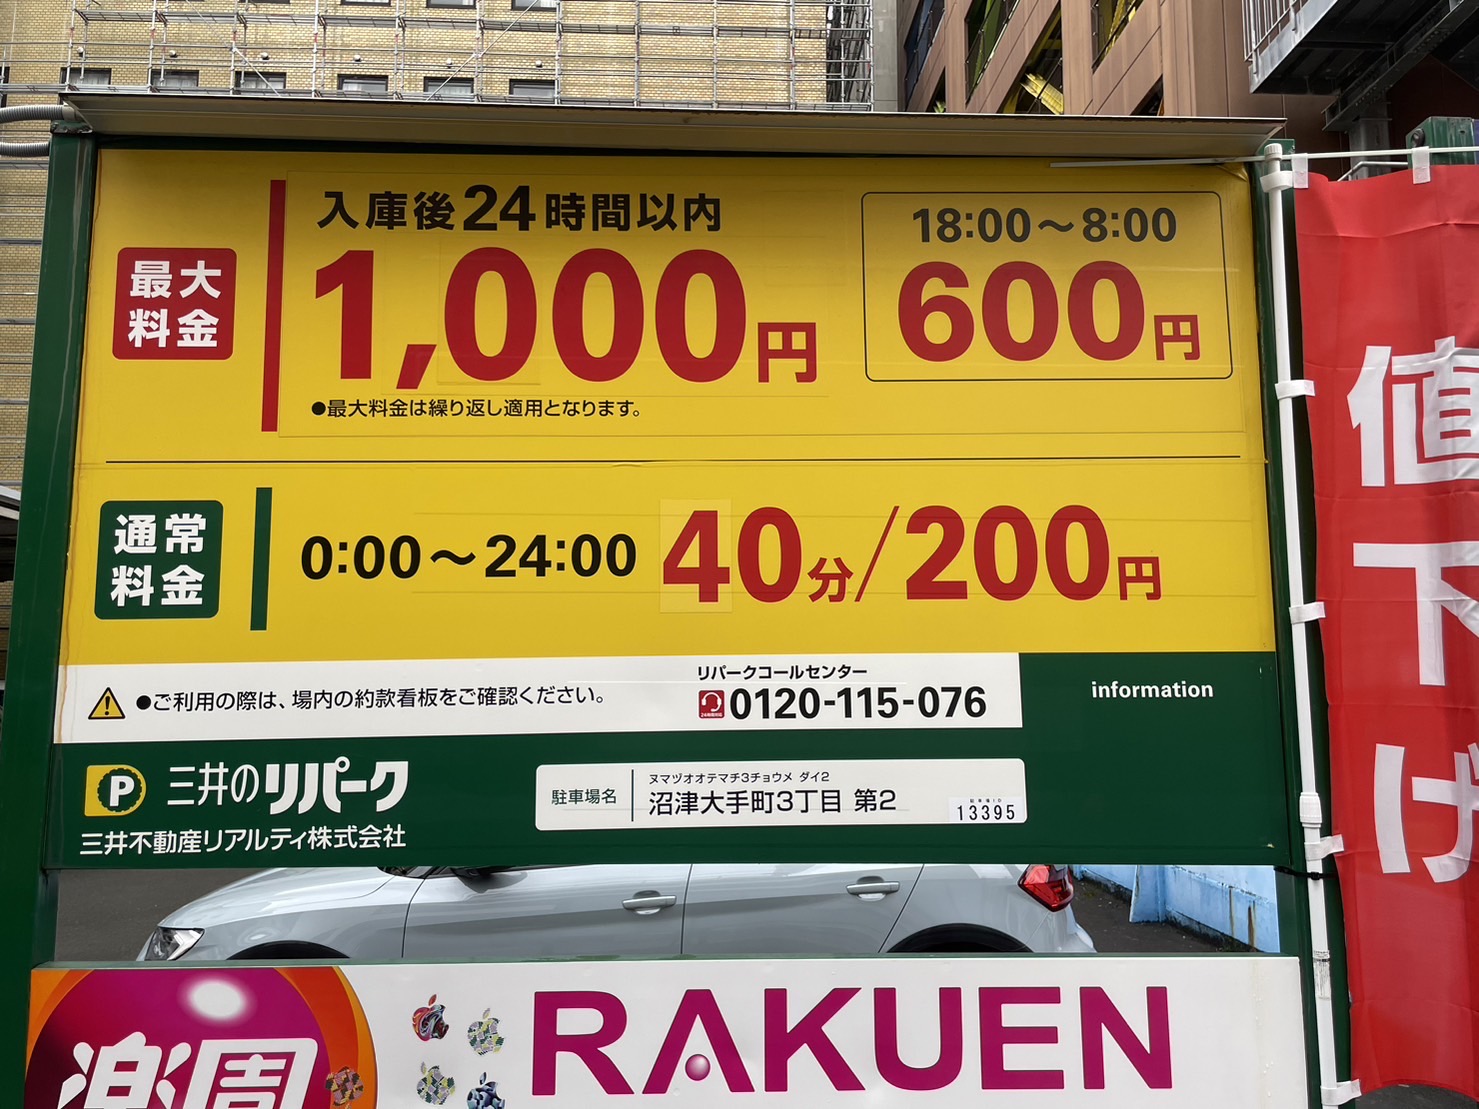 入庫後24時間以内
最大
料金
1,000円
18:00～8:00
600円
●最大料金は繰り返し適用となります。
通常
料金
0:00～24:00 40分/200円
●ご利用の際は、場内の約款看板をご確認ください。
リパークコールセンター
0120-115-076
information
P 三井のリパーク
三井不動産リアルティ株式会社
駐車場名
ヌマヅオオテマチ3チョウメ ダイ2
沼津大手町3丁目 第2
13395
値下げ
楽周
RAKUEN